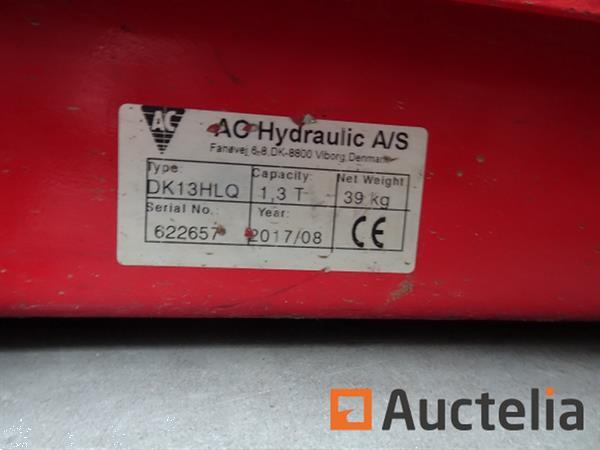 AC
AC Hydraulic A/S
Fanøvej 6-8, DK-8800 Viborg, Denmark
Type: Capacity: Net Weight
DK13HLQ 1,3 T 39 kg
Serial No. Year:
622657 2017/08 CE
Auctelia